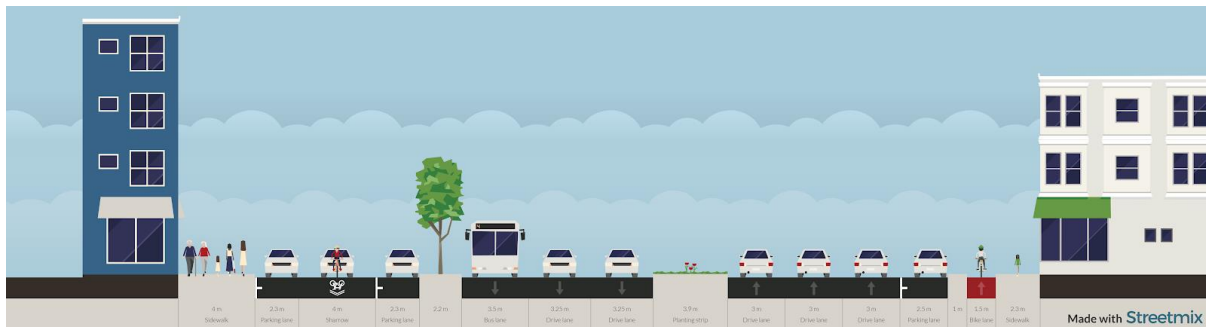 4 m
Sidewalk
2.3 m
Parking lane
4 m
Sharrow
2.3 m
Parking lane
2.2 m
3.5 m
Bus lane
3.25 m
Drive lane
3.25 m
Drive lane
3.9 m
Planting strip
3 m
Drive lane
3 m
Drive lane
3 m
Drive lane
2.5 m
Parking lane
1 m
1.5 m
Bike lane
2.3 m
Sidewalk
Made with Streetmix